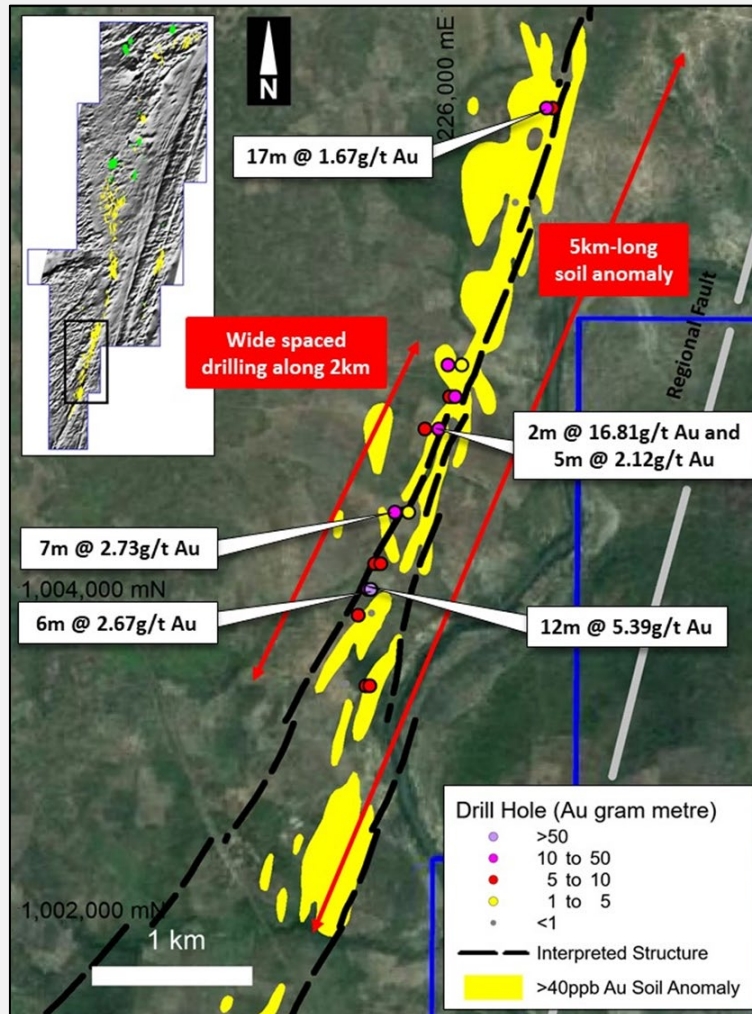 N
226,000 mE
17m @ 1.67g/t Au
5km-long
soil anomaly
Regional Fault
Wide spaced
drilling along 2km
2m @ 16.81g/t Au and
5m @ 2.12g/t Au
7m @ 2.73g/t Au
1,004,000 mN
6m @ 2.67g/t Au
12m @ 5.39g/t Au
Drill Hole (Au gram metre)
>50
10 to 50
5 to 10
1 to 5
<1
Interpreted Structure
>40ppb Au Soil Anomaly
1,002,000 mN
1 km